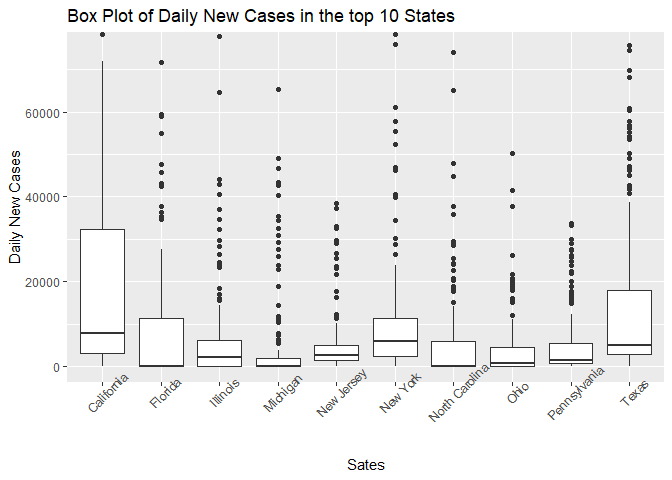 Box Plot of Daily New Cases in the top 10 States
Daily New Cases
60000
40000
20000
0
California
Florida
Illinois
Michigan
New Jersey
New York
North Carolina
Ohio
Pennsylvania
Texas
Sates